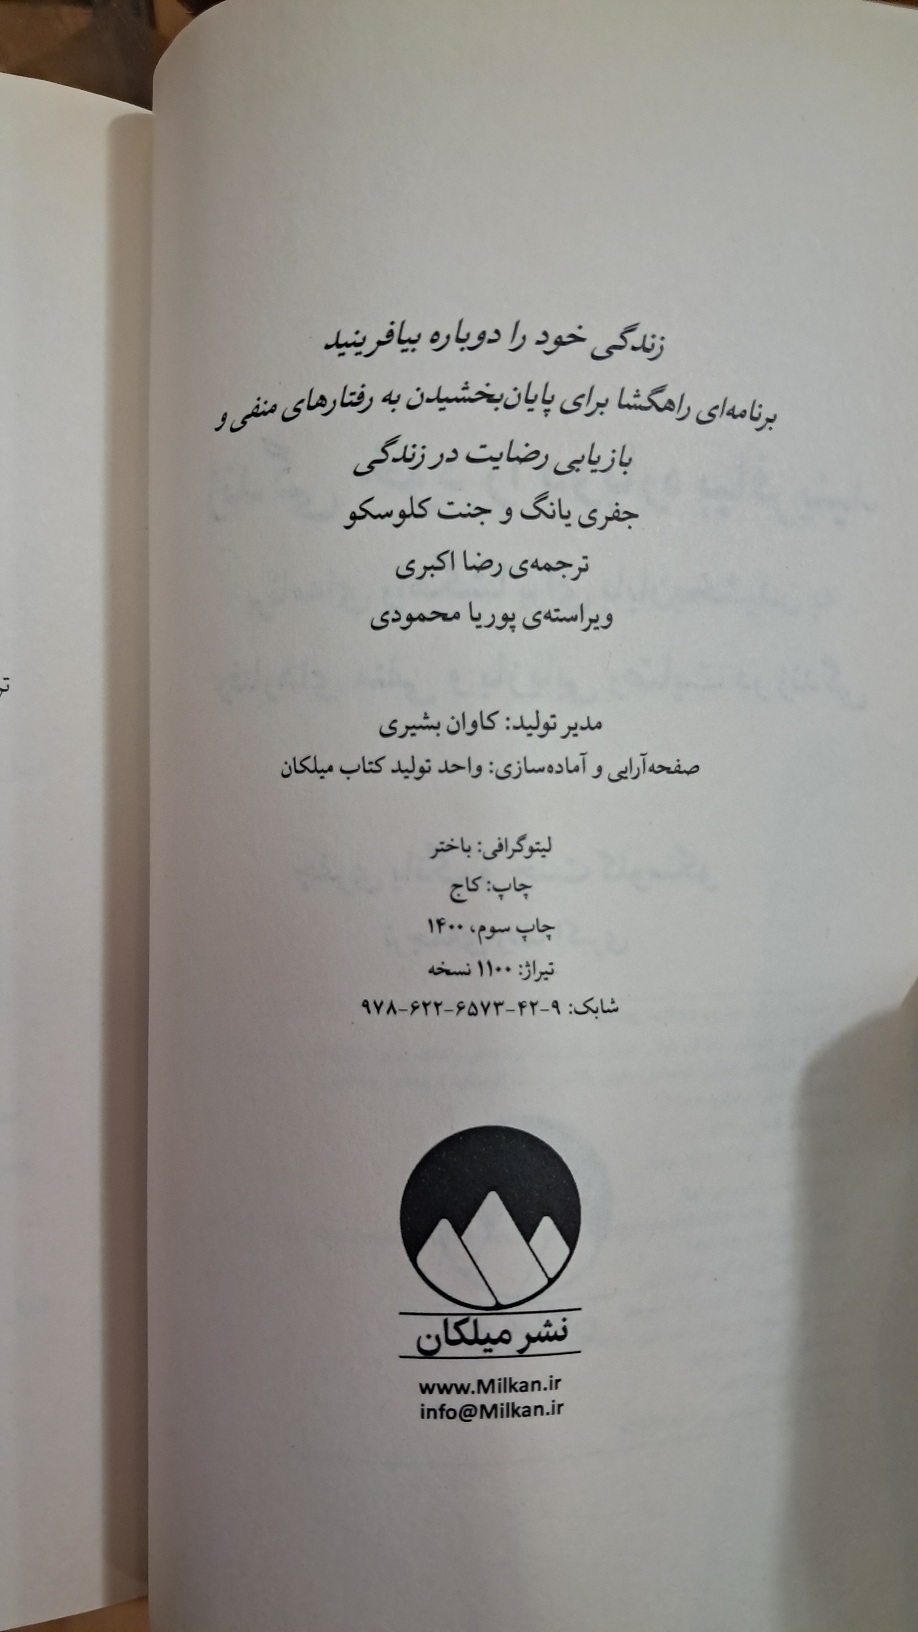 زندگی خود را دوباره بیافرینید
برنامه‌ای راهگشا برای پایان‌بخشیدن به رفتارهای منفی و
بازیابی رضایت در زندگی
جفری یانگ و جنت کلوسکو
ترجمه‌ی رضا اکبری
ویراسته‌ی پوریا محمودی
مدیر تولید: کاوان بشیری
صفحه‌آرایی و آماده‌سازی: واحد تولید کتاب میلکان
لیتوگرافی: باختر
چاپ: کاج
چاپ سوم، ۱۴۰۰
تیراژ: ۱۱۰۰ نسخه
شابک: ۹-۴۲-۶۵۷۳-۶۲۲-۹۷۸
نشر میلکان
www.Milkan.ir
info@Milkan.ir